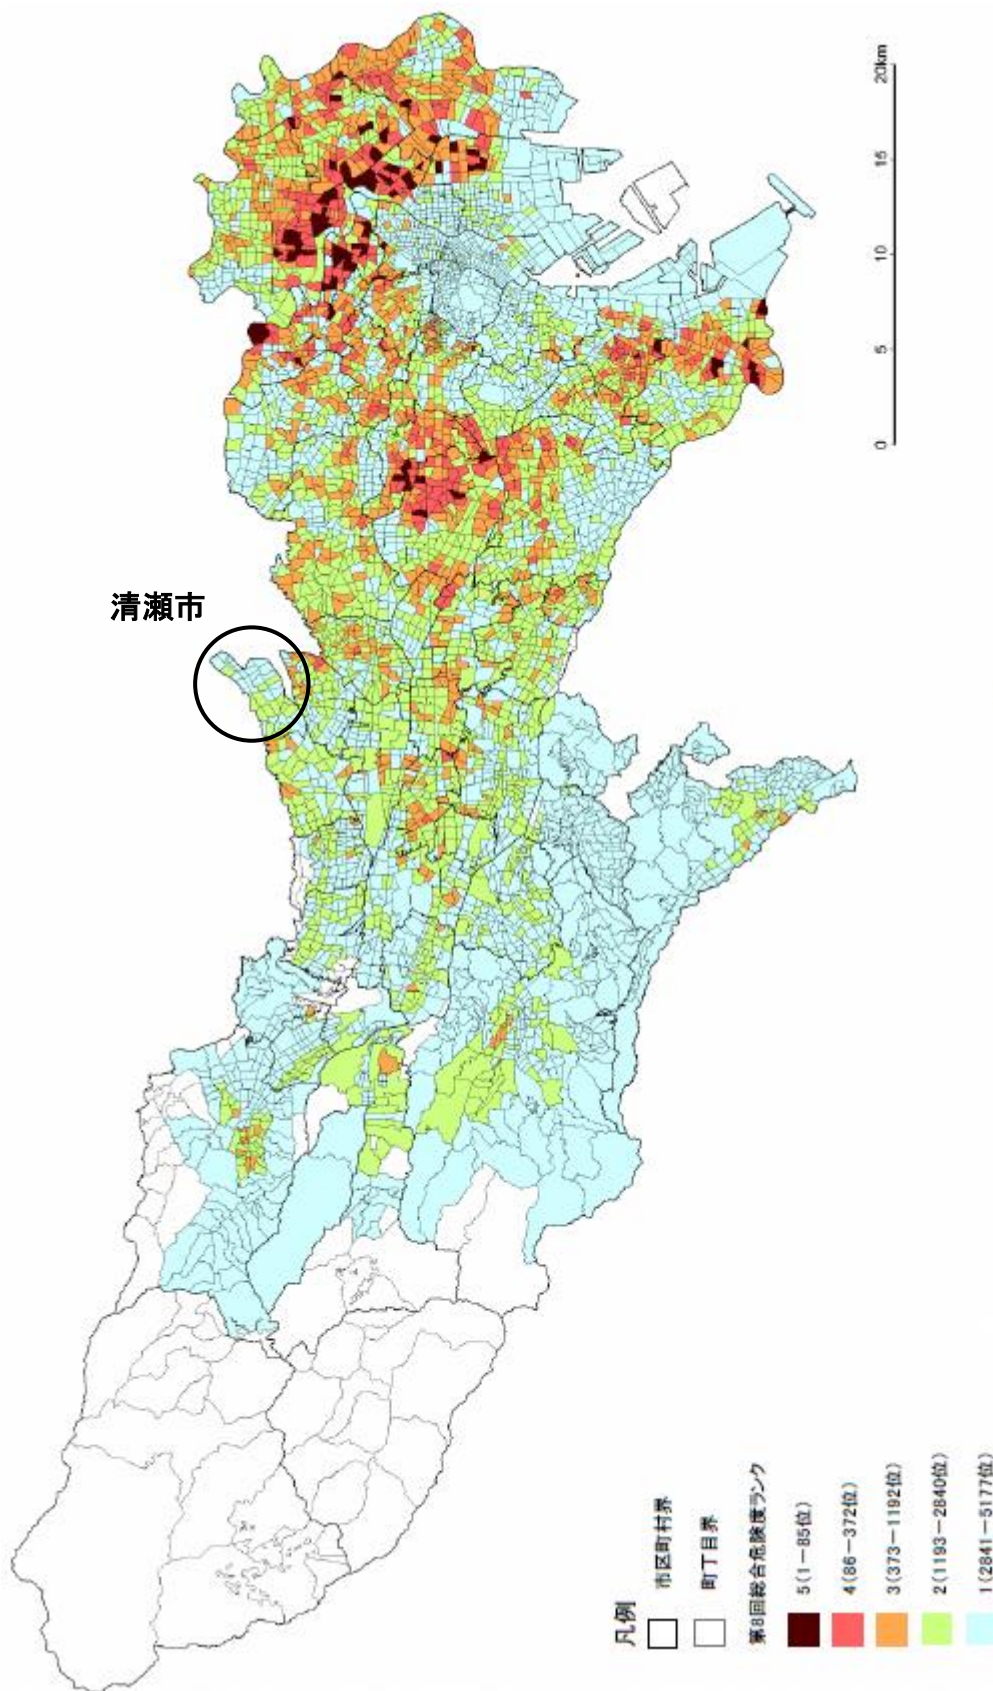 清瀬市
0 5 10 15 20km
凡例
市区町村界
町丁目界
第8回総合危険度ランク
5(1－85位)
4(86－372位)
3(373－1192位)
2(1193－2840位)
1(2841－5177位)